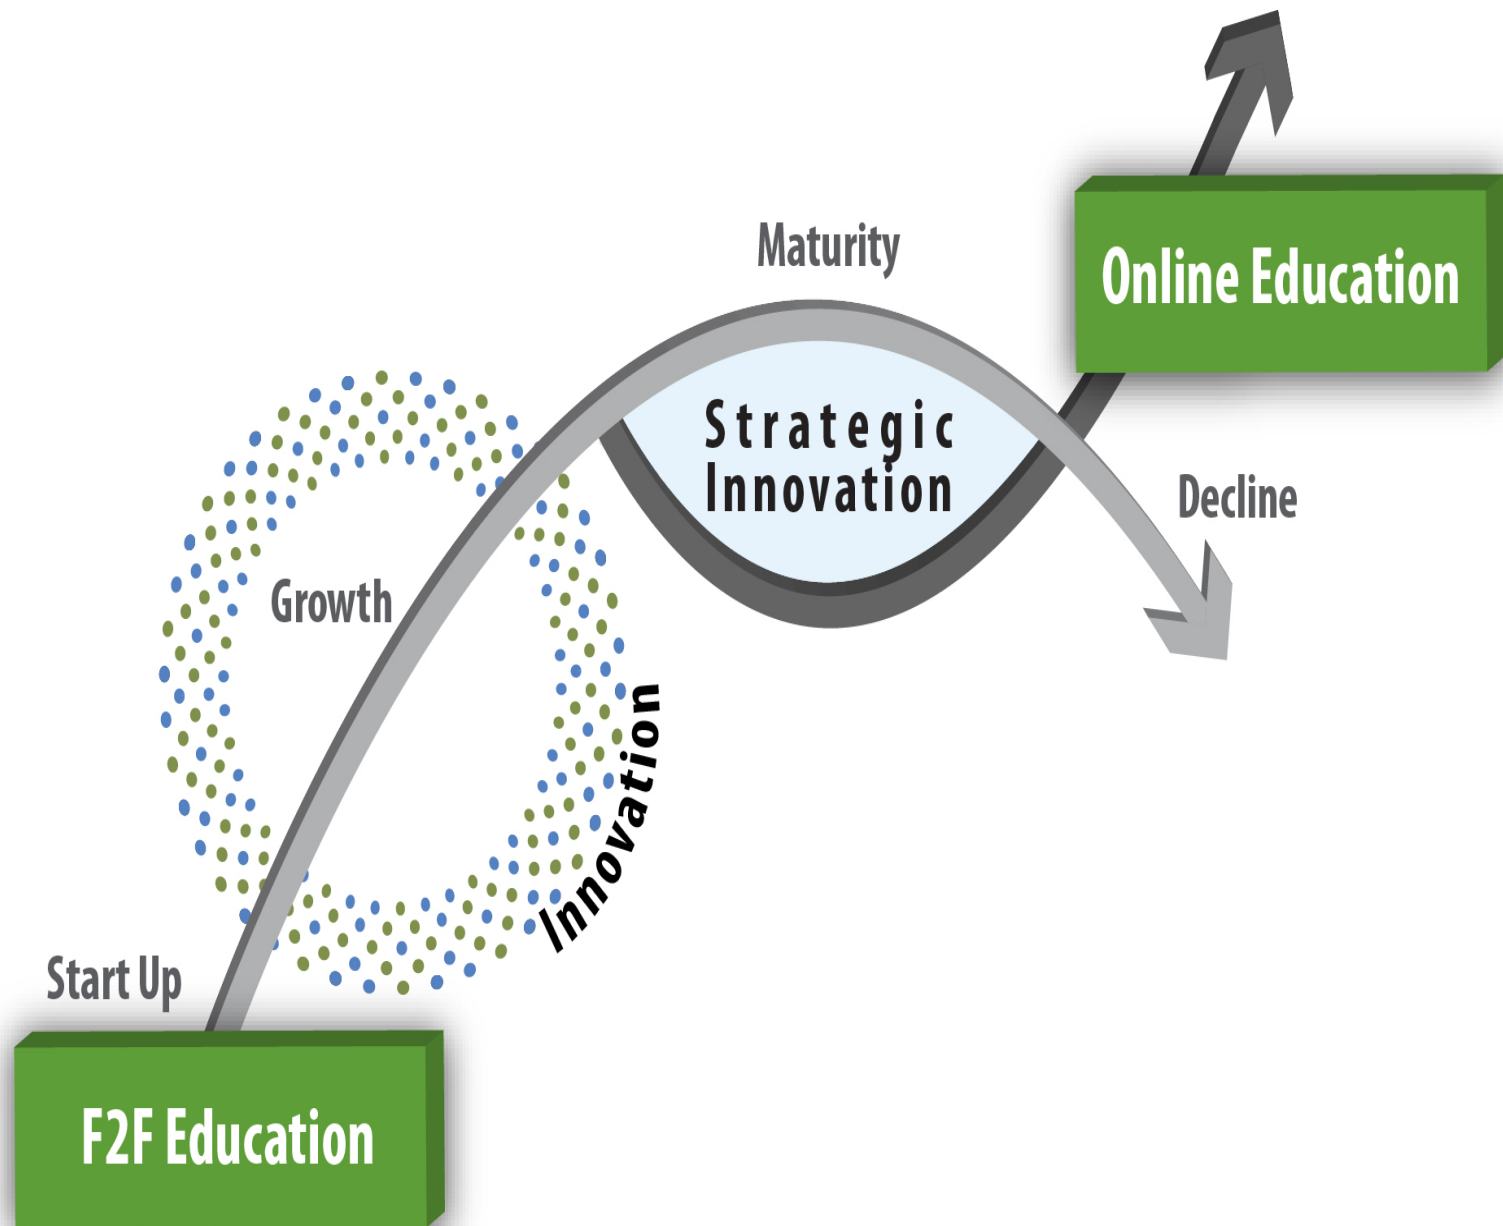 Maturity
Online Education
Strategic
Innovation
Decline
Growth
Innovation
Start Up
F2F Education